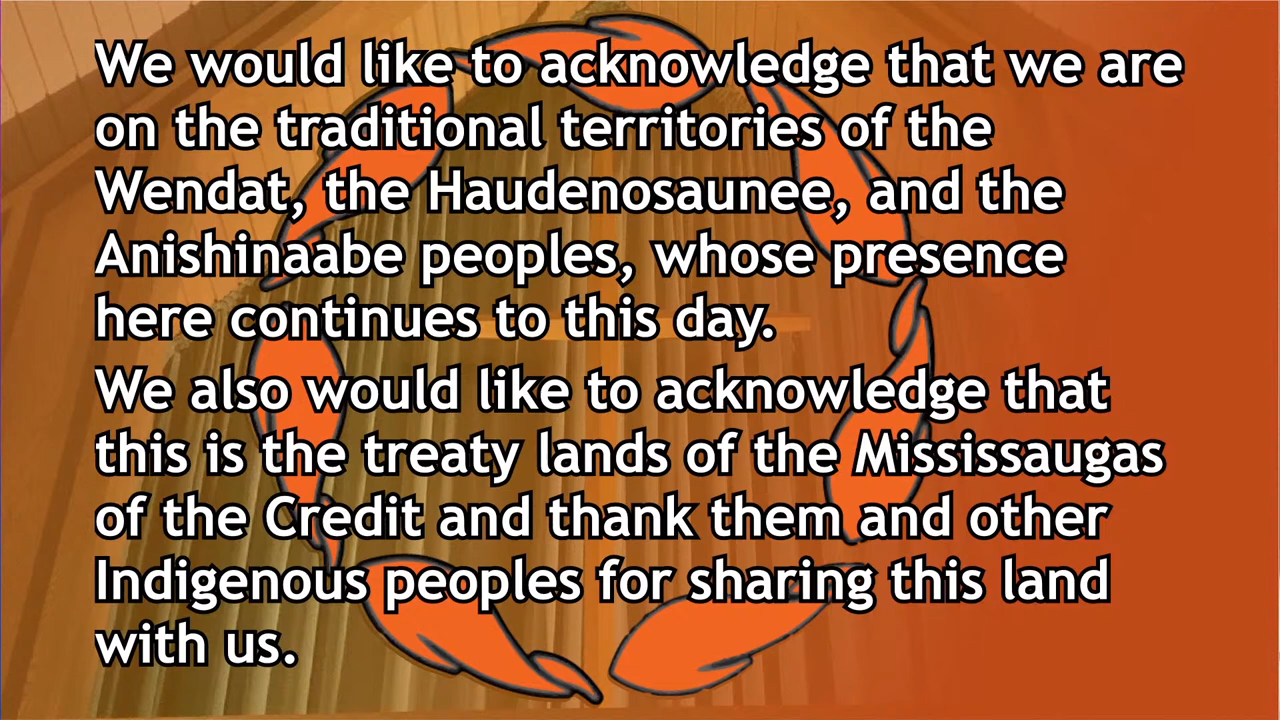 We would like to acknowledge that we are
on the traditional territories of the
Wendat, the Haudenosaunee, and the
Anishinaabe peoples, whose presence
here continues to this day.
We also would like to acknowledge that
this is the treaty lands of the Mississaugas
of the Credit and thank them and other
Indigenous peoples for sharing this land
with us.